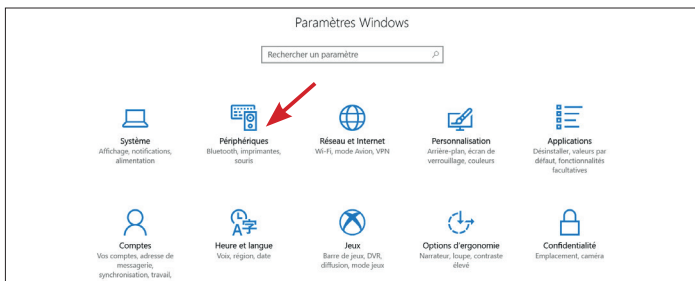 Paramètres Windows
Rechercher un paramètre
Système
Affichage, notifications,
alimentation
Périphériques
Bluetooth, imprimantes,
souris
Réseau et Internet
Wi-Fi, mode Avion, VPN
Personnalisation
Arrière-plan, écran de
verrouillage, couleurs
Applications
Désinstaller, valeurs par
défaut, fonctionnalités
facultatives
Comptes
Vos comptes, adresse de
messagerie,
synchronisation, travail,
Heure et langue
Voix, région, date
Jeux
Barre de jeux, DVR,
diffusion, mode jeux
Options d'ergonomie
Narrateur, loupe, contraste
élevé
Confidentialité
Emplacement, caméra